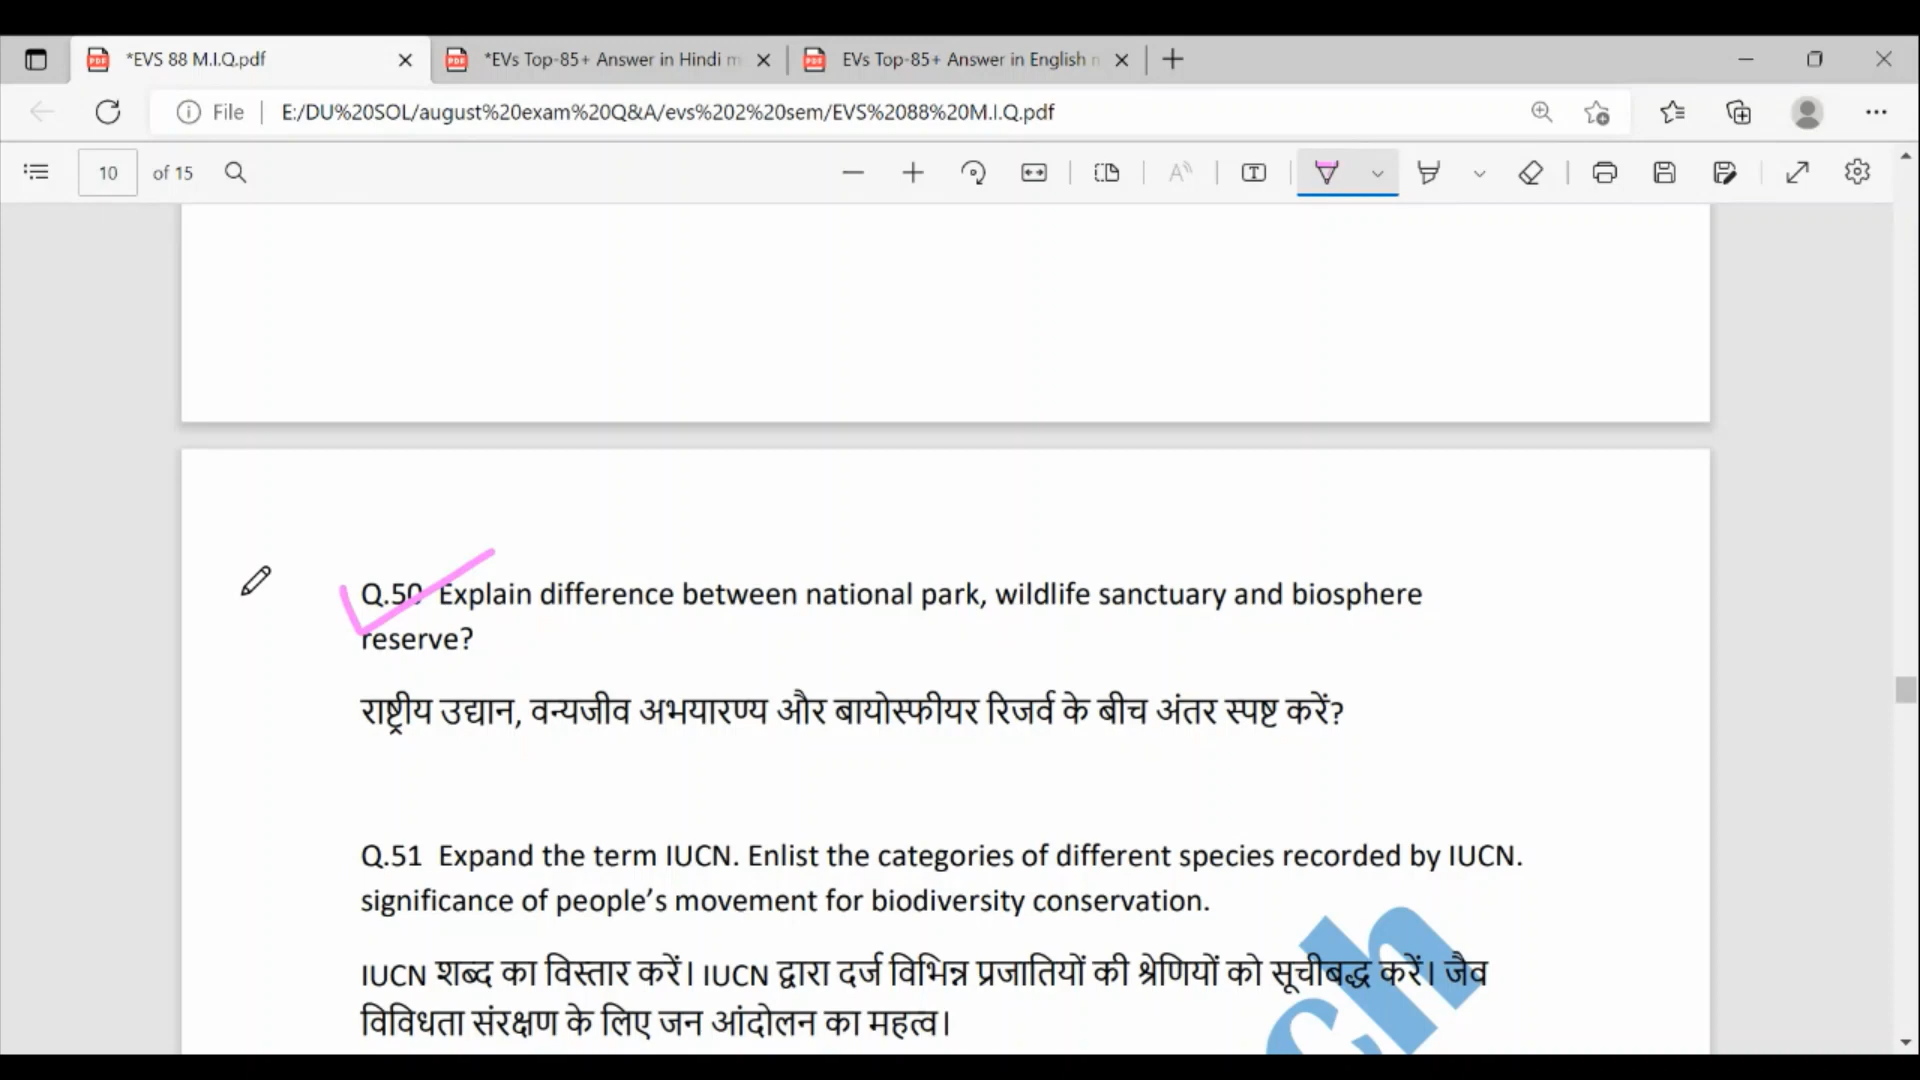 *EVS 88 M.I.Q.pdf
*EVs Top-85+ Answer in Hindi m
EVs Top-85+ Answer in English
File
E:/DU%20SOL/august%20exam%20Q&A/evs%202%20sem/EVS%2088%20M.I.Q.pdf
10 of 15
Q.50 Explain difference between national park, wildlife sanctuary and biosphere
reserve?
राष्ट्रीय उद्यान, वन्यजीव अभयारण्य और बायोस्फीयर रिजर्व के बीच अंतर स्पष्ट करें?
Q.51 Expand the term IUCN. Enlist the categories of different species recorded by IUCN.
significance of people’s movement for biodiversity conservation.
IUCN शब्द का विस्तार करें। IUCN द्वारा दर्ज विभिन्न प्रजातियों की श्रेणियों को सूचीबद्ध करें। जैव
विविधता संरक्षण के लिए जन आंदोलन का महत्व।
ch